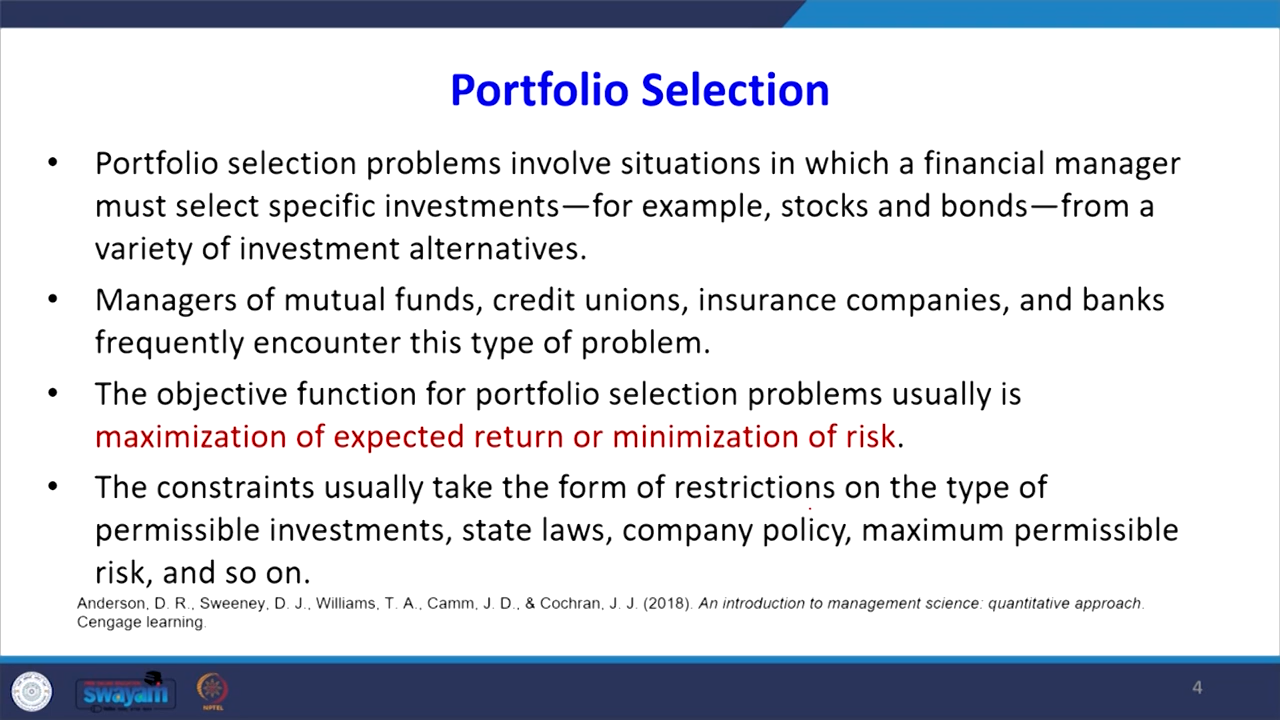 Portfolio Selection
• Portfolio selection problems involve situations in which a financial manager
must select specific investments—for example, stocks and bonds—from a
variety of investment alternatives.
• Managers of mutual funds, credit unions, insurance companies, and banks
frequently encounter this type of problem.
• The objective function for portfolio selection problems usually is
maximization of expected return or minimization of risk.
• The constraints usually take the form of restrictions on the type of
permissible investments, state laws, company policy, maximum permissible
risk, and so on.
Anderson, D. R., Sweeney, D. J., Williams, T. A., Camm, J. D., & Cochran, J. J. (2018). An introduction to management science: quantitative approach.
Cengage learning.
swayam
NPTEL
4